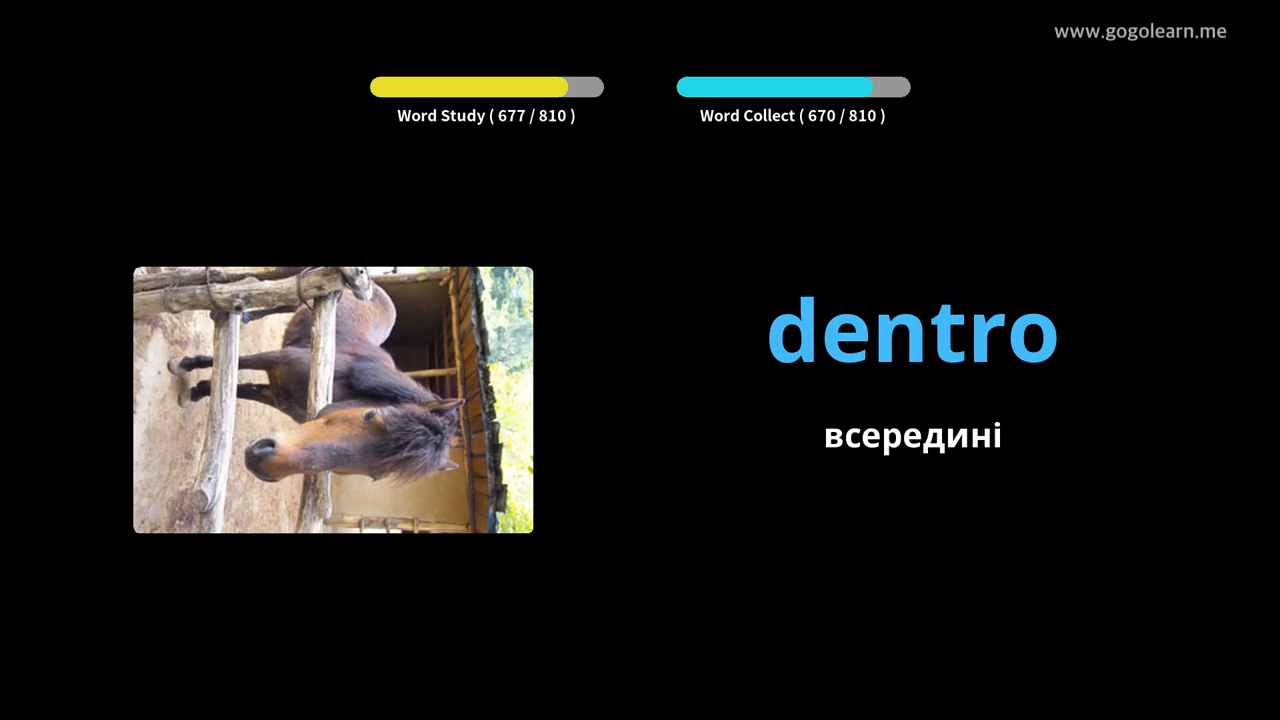 www.gogolearn.me
Word Study ( 677 / 810 )
Word Collect ( 670 / 810 )
dentro
всередині